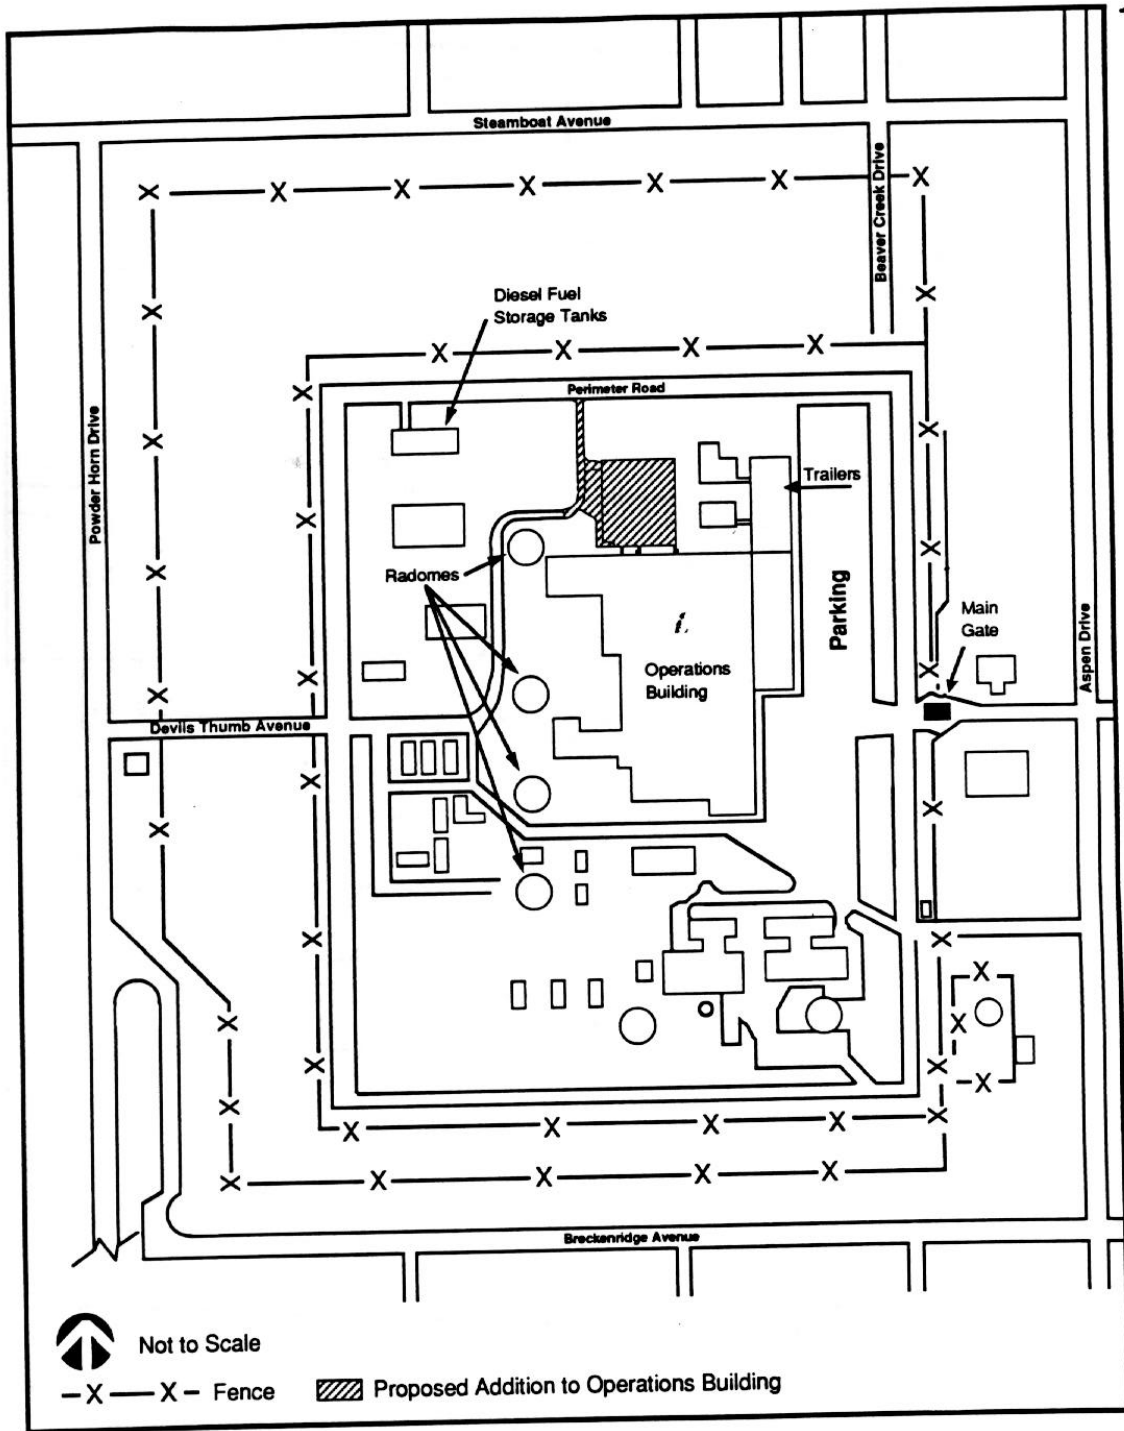 Steamboat Avenue
Beaver Creek Drive
Diesel Fuel
Storage Tanks
Perimeter Road
Powder Horn Drive
Trailers
Radomes
Parking
Main
Gate
Aspen Drive
Operations
Building
Devils Thumb Avenue
Breckenridge Avenue
Not to Scale
X X Fence
Proposed Addition to Operations Building